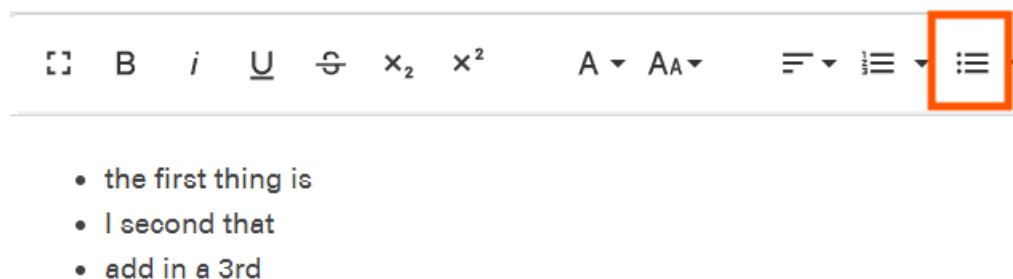 B i U S x₂ x² A AA
• the first thing is
• I second that
• add in a 3rd